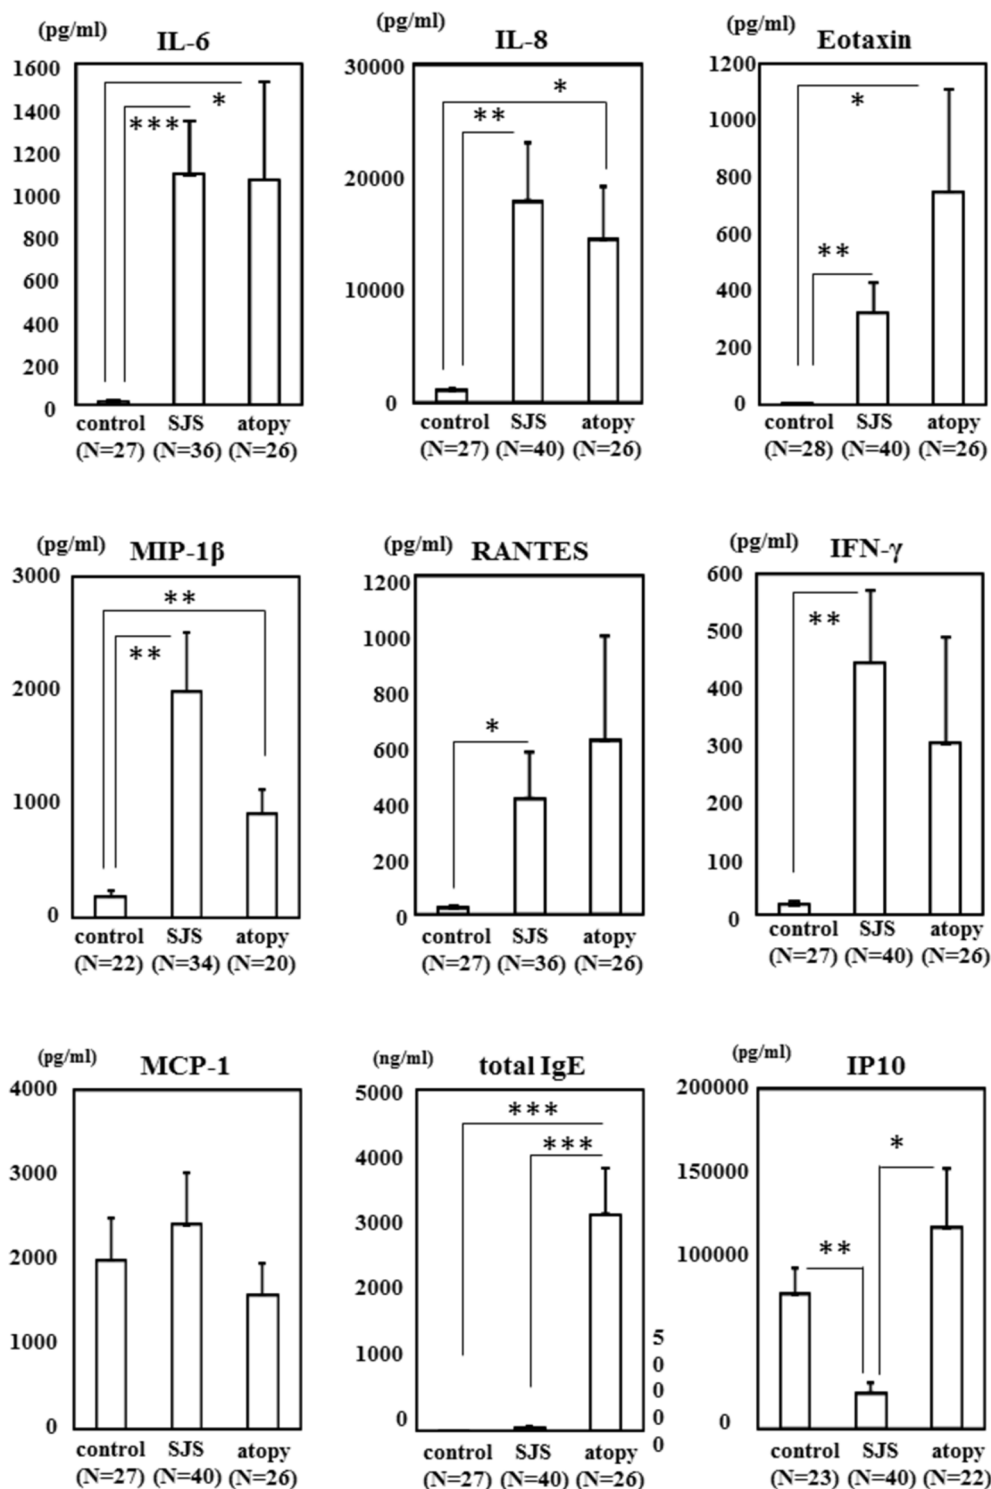 (pg/ml)
IL-6
1600
1400
1200
1000
800
600
400
200
0
*
***
control SJS atopy
(N=27) (N=36) (N=26)
(pg/ml)
IL-8
30000
20000
10000
0
*
**
control SJS atopy
(N=27) (N=40) (N=26)
(pg/ml)
Eotaxin
1200
1000
800
600
400
200
0
*
**
control SJS atopy
(N=28) (N=40) (N=26)
(pg/ml)
MIP-1β
3000
2000
1000
0
**
**
control SJS atopy
(N=22) (N=34) (N=20)
(pg/ml)
RANTES
1200
1000
800
600
400
200
0
*
control SJS atopy
(N=27) (N=36) (N=26)
(pg/ml)
IFN-γ
600
500
400
300
200
100
0
**
control SJS atopy
(N=27) (N=40) (N=26)
(pg/ml)
MCP-1
4000
3000
2000
1000
0
control SJS atopy
(N=27) (N=40) (N=26)
(ng/ml)
total IgE
5000
4000
3000
2000
1000
0
***
***
control SJS atopy
(N=27) (N=40) (N=26)
(pg/ml)
IP10
200000
150000
100000
50000
0
*
**
control SJS atopy
(N=23) (N=40) (N=22)